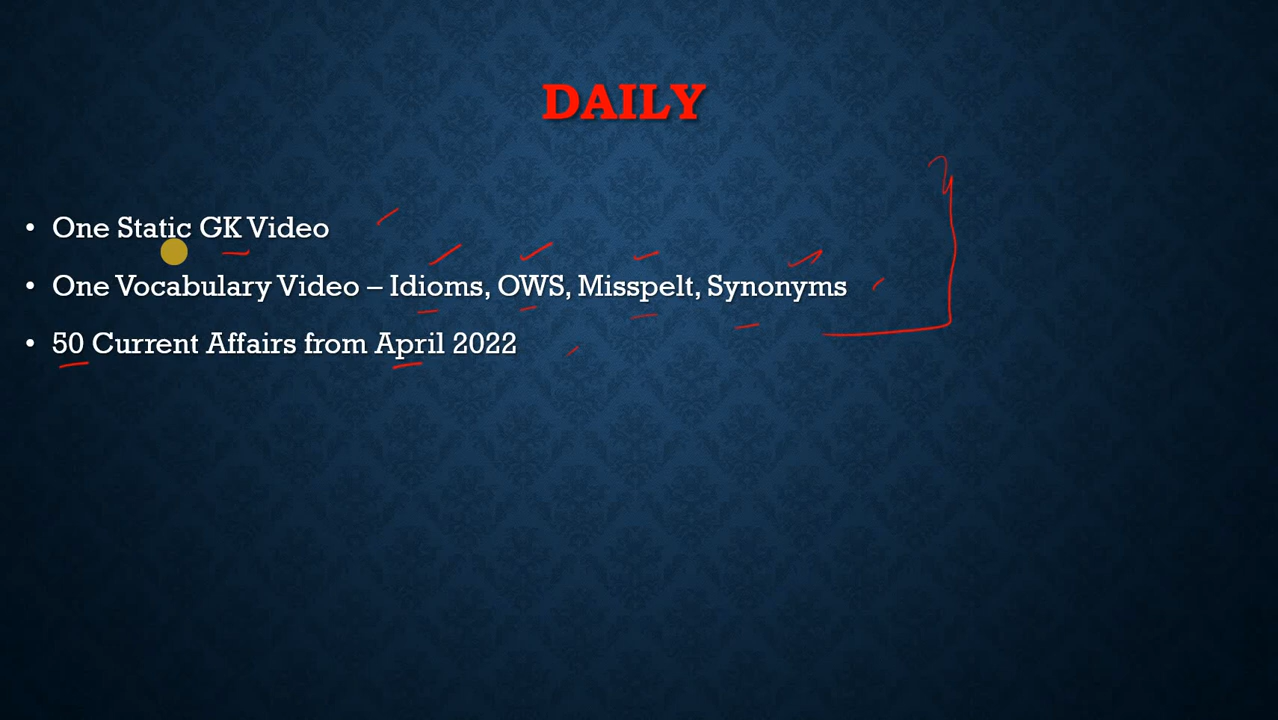 DAILY
• One Static GK Video
• One Vocabulary Video – Idioms, OWS, Misspelt, Synonyms
• 50 Current Affairs from April 2022